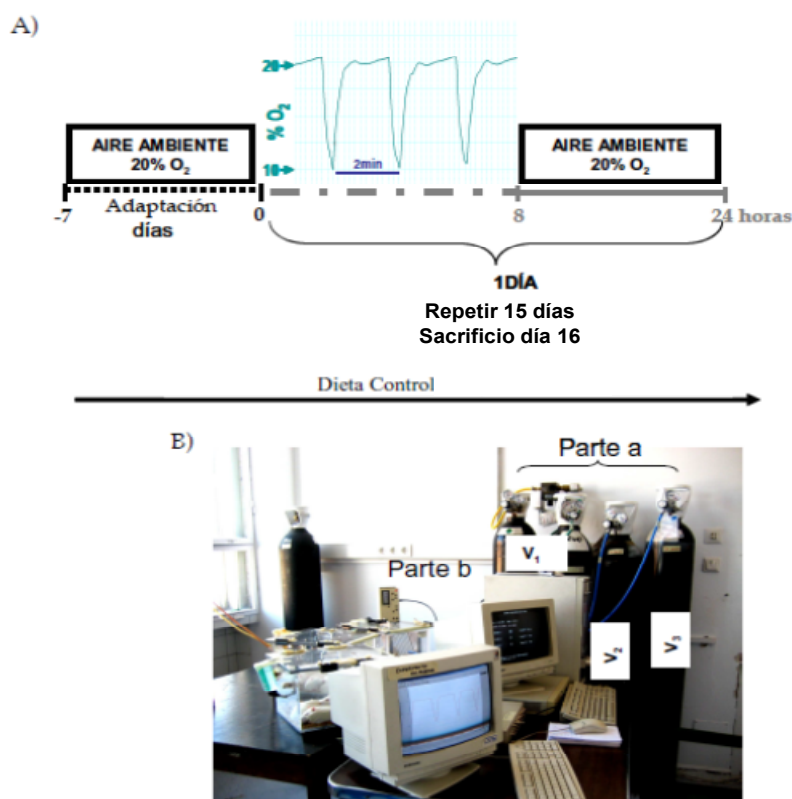 A)
20
% O2
10
2min
AIRE AMBIENTE
20% O2
AIRE AMBIENTE
20% O2
-7
Adaptación
días
0
8
24 horas
1DÍA
Repetir 15 días
Sacrificio día 16
Dieta Control
B)
Parte a
V1
Parte b
V2
V3